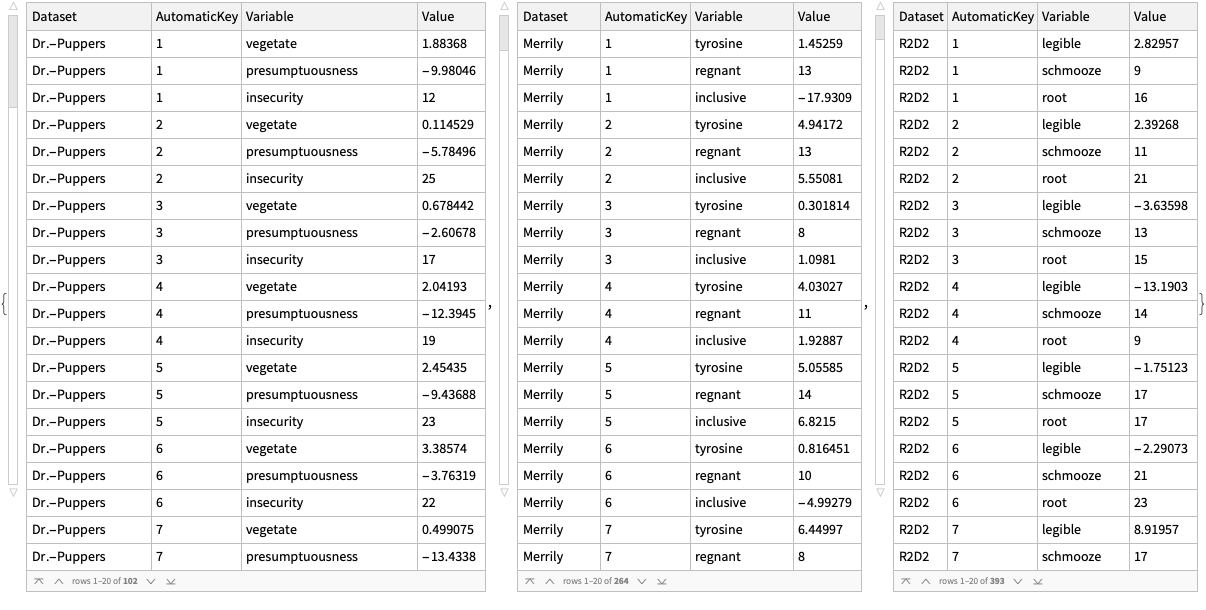 Dataset AutomaticKey Variable Value
Dr.-Puppers 1 vegetate 1.88368
Dr.-Puppers 1 presumptuousness -9.98046
Dr.-Puppers 1 insecurity 12
Dr.-Puppers 2 vegetate 0.114529
Dr.-Puppers 2 presumptuousness -5.78496
Dr.-Puppers 2 insecurity 25
Dr.-Puppers 3 vegetate 0.678442
Dr.-Puppers 3 presumptuousness -2.60678
Dr.-Puppers 3 insecurity 17
Dr.-Puppers 4 vegetate 2.04193
Dr.-Puppers 4 presumptuousness -12.3945
Dr.-Puppers 4 insecurity 19
Dr.-Puppers 5 vegetate 2.45435
Dr.-Puppers 5 presumptuousness -9.43688
Dr.-Puppers 5 insecurity 23
Dr.-Puppers 6 vegetate 3.38574
Dr.-Puppers 6 presumptuousness -3.76319
Dr.-Puppers 6 insecurity 22
Dr.-Puppers 7 vegetate 0.499075
Dr.-Puppers 7 presumptuousness -13.4338
rows 1–20 of 102
Dataset AutomaticKey Variable Value
Merrily 1 tyrosine 1.45259
Merrily 1 regnant 13
Merrily 1 inclusive -17.9309
Merrily 2 tyrosine 4.94172
Merrily 2 regnant 13
Merrily 2 inclusive 5.55081
Merrily 3 tyrosine 0.301814
Merrily 3 regnant 8
Merrily 3 inclusive 1.0981
Merrily 4 tyrosine 4.03027
Merrily 4 regnant 11
Merrily 4 inclusive 1.92887
Merrily 5 tyrosine 5.05585
Merrily 5 regnant 14
Merrily 5 inclusive 6.8215
Merrily 6 tyrosine 0.816451
Merrily 6 regnant 10
Merrily 6 inclusive -4.99279
Merrily 7 tyrosine 6.44997
Merrily 7 regnant 8
rows 1–20 of 264
Dataset AutomaticKey Variable Value
R2D2 1 legible 2.82957
R2D2 1 schmooze 9
R2D2 1 root 16
R2D2 2 legible 2.39268
R2D2 2 schmooze 11
R2D2 2 root 21
R2D2 3 legible -3.63598
R2D2 3 schmooze 13
R2D2 3 root 15
R2D2 4 legible -13.1903
R2D2 4 schmooze 14
R2D2 4 root 9
R2D2 5 legible -1.75123
R2D2 5 schmooze 17
R2D2 5 root 17
R2D2 6 legible -2.29073
R2D2 6 schmooze 21
R2D2 6 root 23
R2D2 7 legible 8.91957
R2D2 7 schmooze 17
rows 1–20 of 393